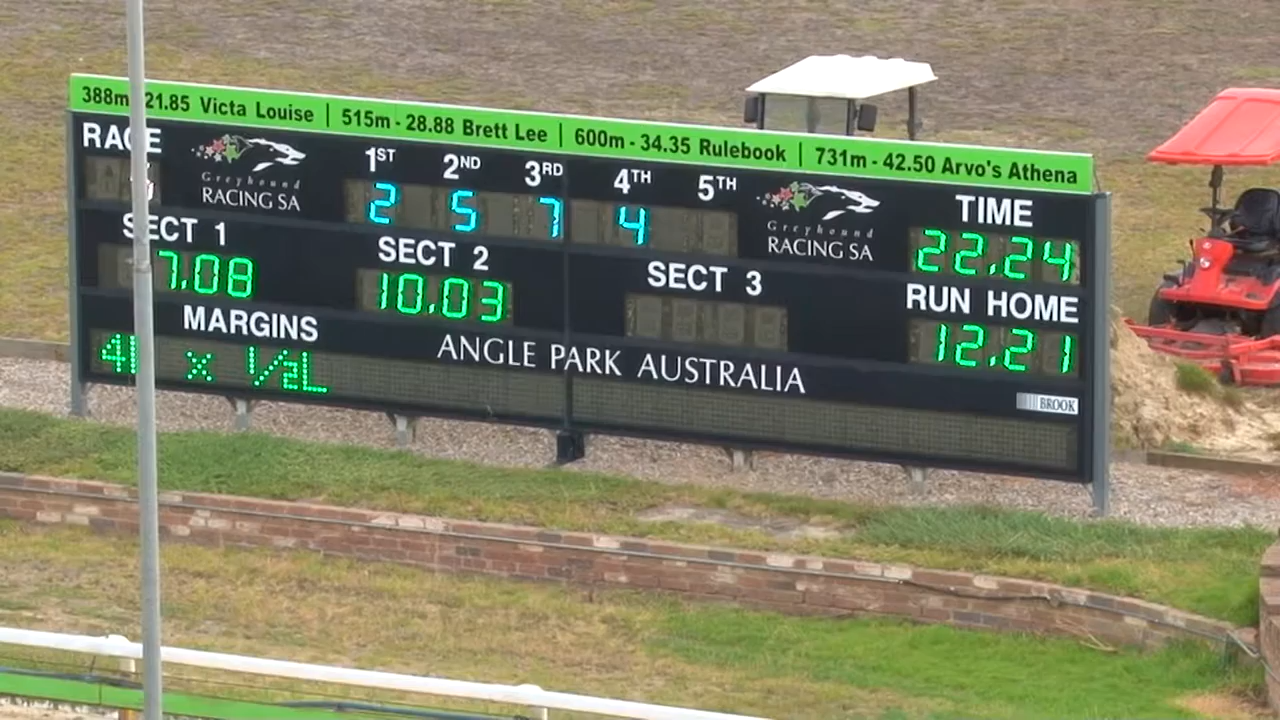 388m 21.85 Victa Louise | 515m - 28.88 Brett Lee | 600m - 34.35 Rulebook | 731m - 42.50 Arvo's Athena
RACE
Greyhound
RACING SA
1ST 2ND 3RD 4TH 5TH
2 5 7 4
Greyhound
RACING SA
TIME
22.24
SECT 1
7.08
SECT 2
10.03
SECT 3
RUN HOME
12.21
MARGINS
x 1/2L
ANGLE PARK AUSTRALIA
BROOK